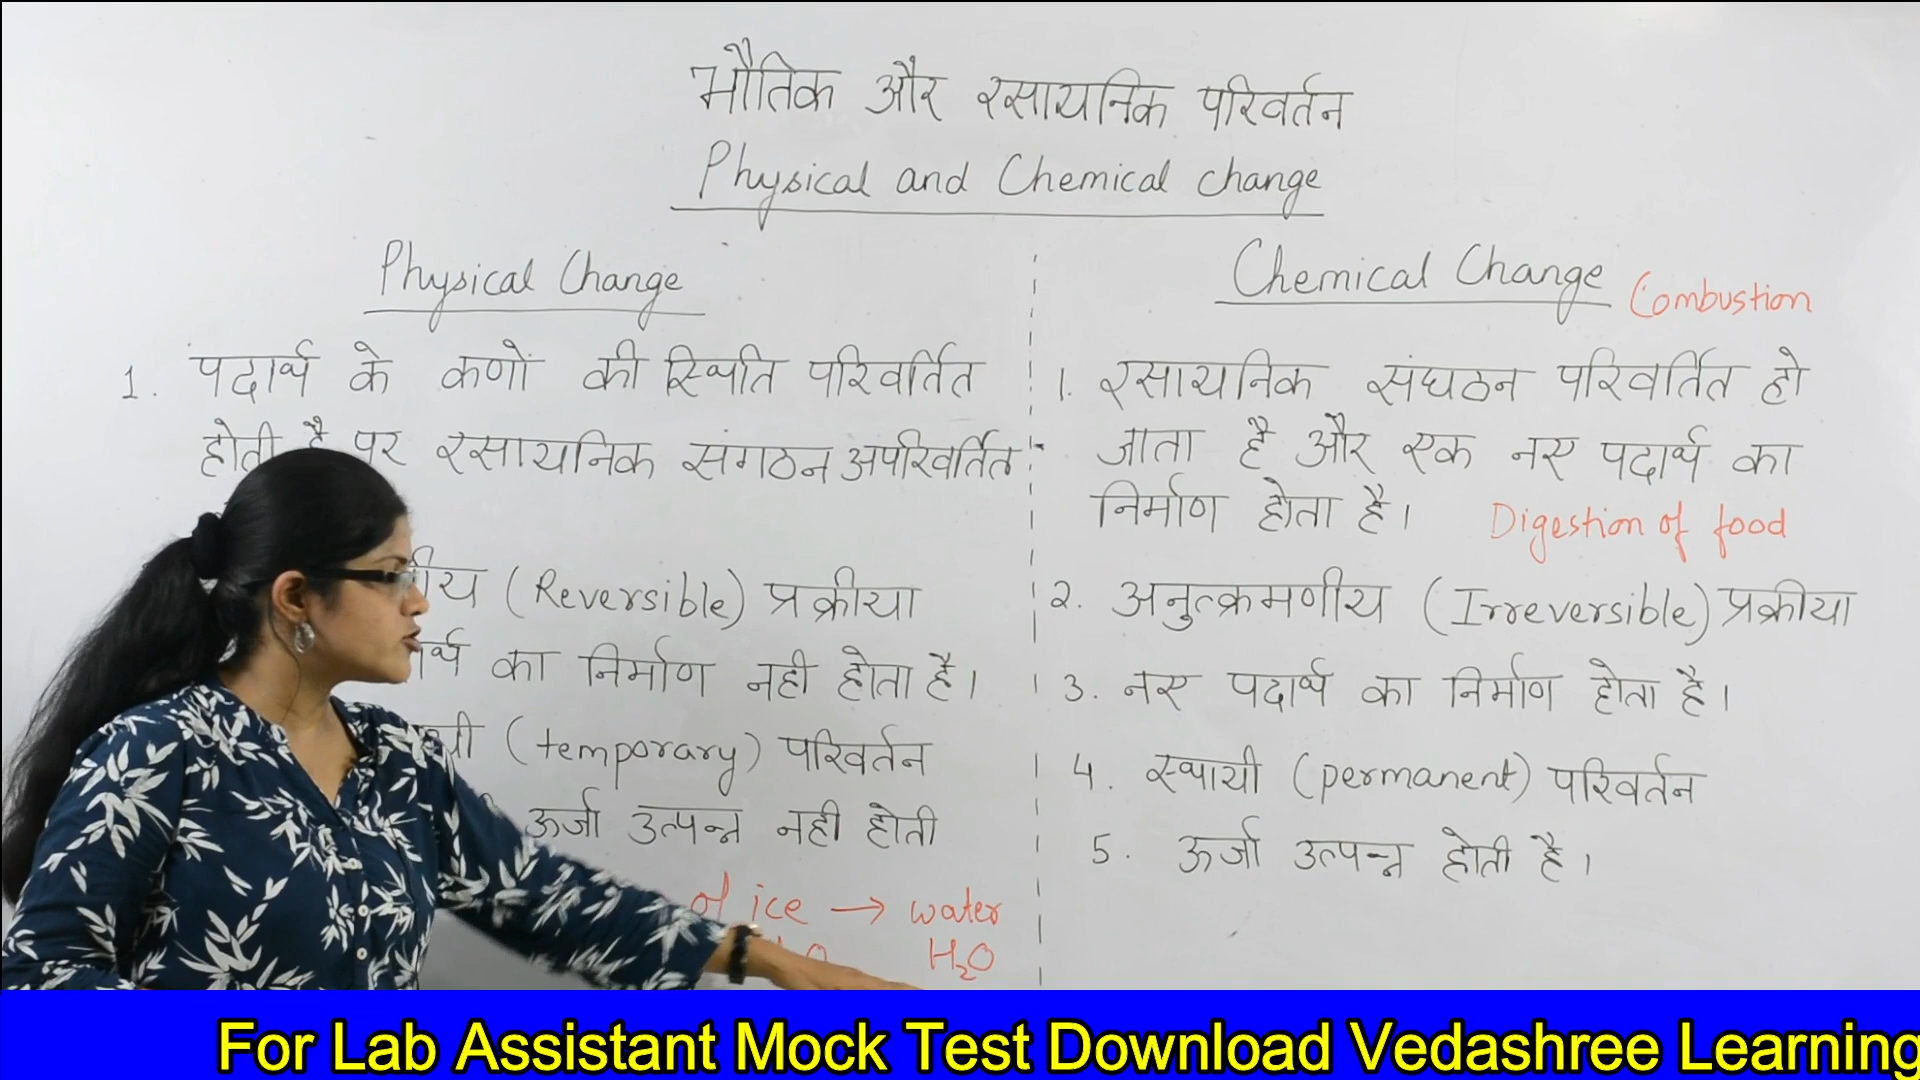 भौतिक और रसायनिक परिवर्तन
Physical and Chemical change
Physical Change
1. पदार्थ के कणों की स्थिति परिवर्तित
होती है पर रसायनिक संगठन अपरिवर्तित
(Reversible) प्रक्रीया
का निर्माण नही होता है।
(temporary) परिवर्तन
ऊर्जा उत्पन्न नही होती
of ice → water
H₂O
Chemical Change Combustion
1. रसायनिक संघठन परिवर्तित हो
जाता है और एक नए पदार्थ का
निर्माण होता है। Digestion of food
2. अनुत्क्रमणीय (Irreversible) प्रक्रीया
3. नए पदार्थ का निर्माण होता है।
4. स्थायी (permanent) परिवर्तन
5. ऊर्जा उत्पन्न होती है।
For Lab Assistant Mock Test Download Vedashree Learning